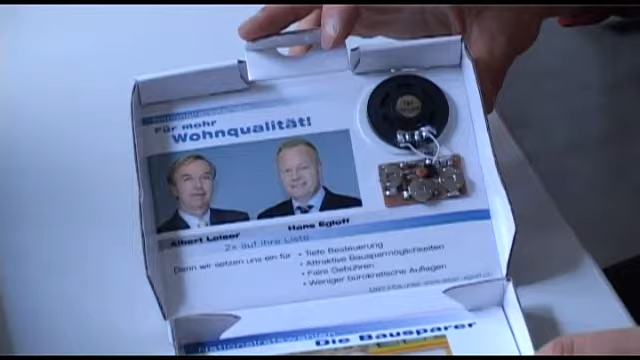 Für mehr
Wohnqualität!
Albert Leiser
Hans Egloff
2x auf Ihre Liste
Denn wir setzen uns ein für
• Tiefe Besteuerung
• Attraktive Bausparmöglichkeiten
• Faire Gebühren
• Weniger bürokratische Auflagen
Nationalratswahlen
Die Bausparer